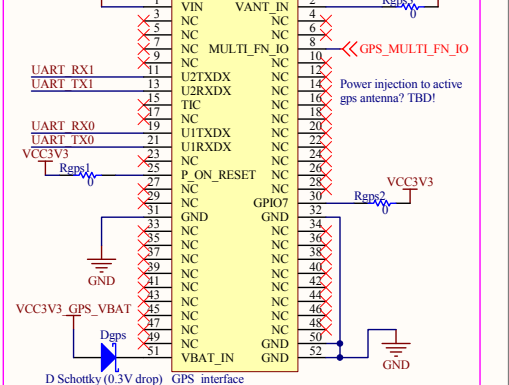 1 VIN VANT_IN 2 Rgps3
3 NC NC 4 0
5 NC NC 6
7 NC MULTI_FN_IO 8 GPS_MULTI_FN_IO
9 NC NC 10
UART_RX1 11 U2TXDX NC 12
UART_TX1 13 U2RXDX NC 14 Power injection to active
15 TIC NC 16 gps antenna? TBD!
17 NC NC 18
UART_RX0 19 U1TXDX NC 20
UART_TX0 21 U1RXDX NC 22
VCC3V3 23 NC NC 24
Rgps1 0 25 P_ON_RESET NC 26
27 NC NC 28 VCC3V3
29 NC GPIO7 30 Rgps2 0
31 GND GND 32
33 NC NC 34
35 NC NC 36
37 NC NC 38
39 NC NC 40
GND 41 NC NC 42
43 NC NC 44
VCC3V3_GPS_VBAT 45 NC NC 46
47 NC NC 48
Dgps 49 NC GND 50
51 VBAT_IN GND 52 GND
D Schottky (0.3V drop) GPS interface